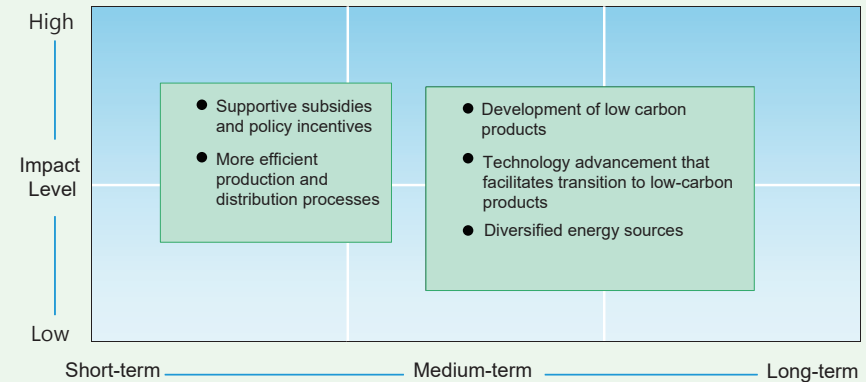 High
Impact
Level
Low
● Supportive subsidies
and policy incentives
● More efficient
production and
distribution processes
● Development of low carbon
products
● Technology advancement that
facilitates transition to low-carbon
products
● Diversified energy sources
Short-term
Medium-term
Long-term